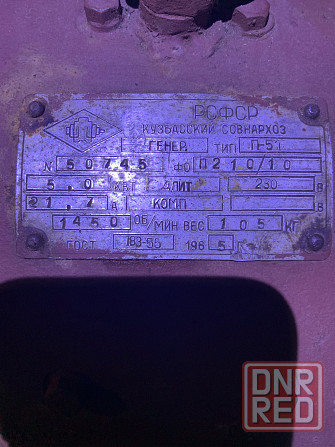 РСФСР
КУЗБАССКИЙ СОВНАРХОЗ
ГЕНЕР. ТИП П-51
№ 50745 ФО П210/10
5,0 КВТ ДЛИТ 230 В
21,7 А КОМП В
1450 ОБ/МИН ВЕС 105 КГ
ГОСТ 183-55 1965 Г
DNR
RED